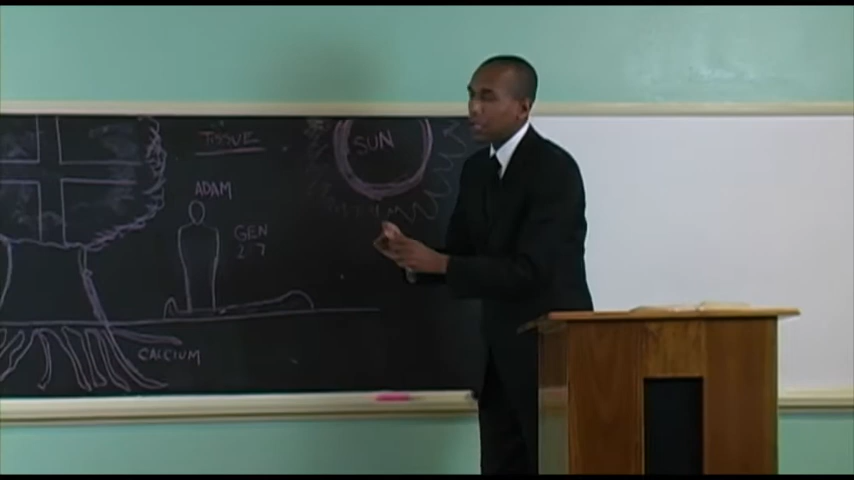 TISSUE
SUN
ADAM
GEN
2 7
CALCIUM